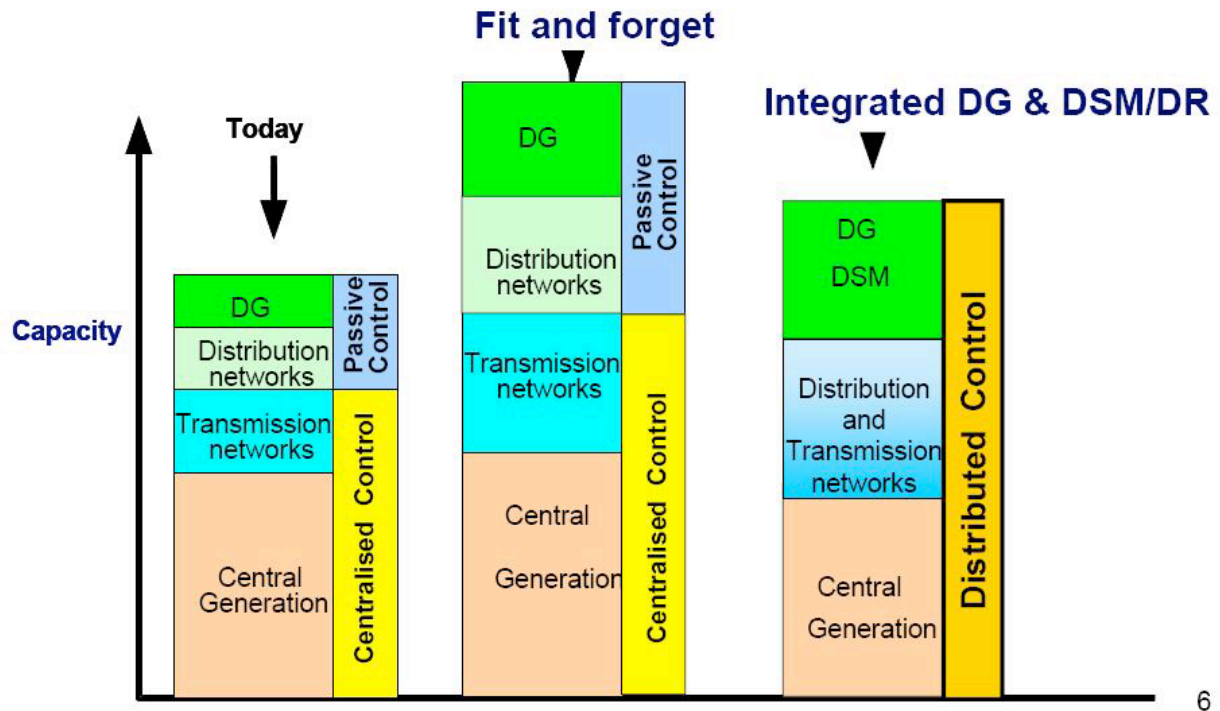 Fit and forget
Integrated DG & DSM/DR
Today
Capacity
DG
Distribution
networks
Transmission
networks
Central
Generation
Passive
Control
Centralised Control
DG
Distribution
networks
Transmission
networks
Central
Generation
Passive
Control
Centralised Control
DG
DSM
Distribution
and
Transmission
networks
Central
Generation
Distributed Control
6